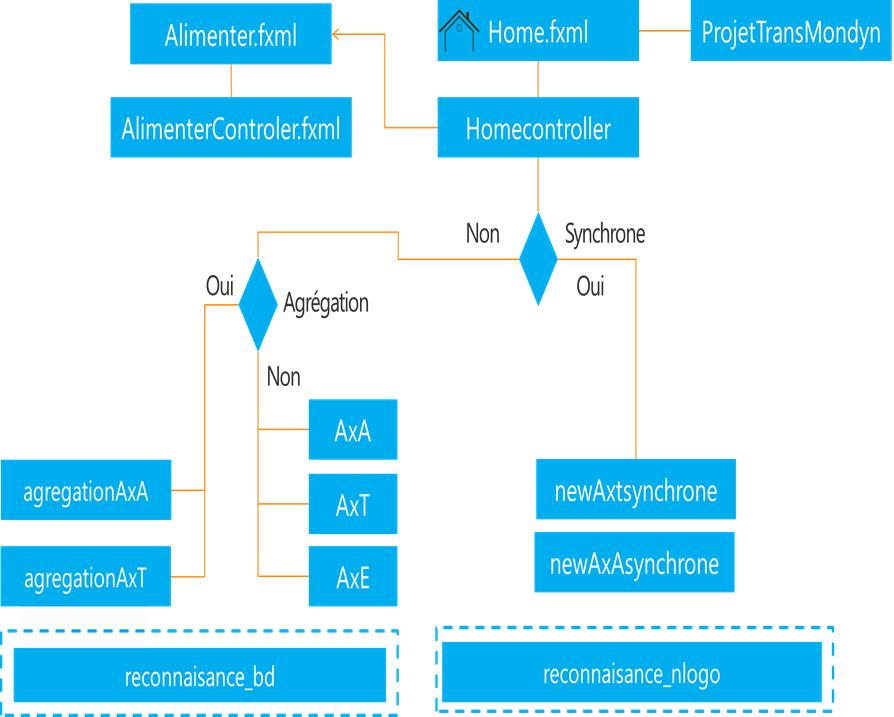 Alimenter.fxml
Home.fxml
ProjetTransMondyn
AlimenterControler.fxml
Homecontroller
Non
Synchrone
Oui
Oui
Agrégation
Non
AxA
agregationAxA
newAxtsynchrone
AxT
newAxAsynchrone
agregationAxT
AxE
reconnaisance_bd
reconnaisance_nlogo